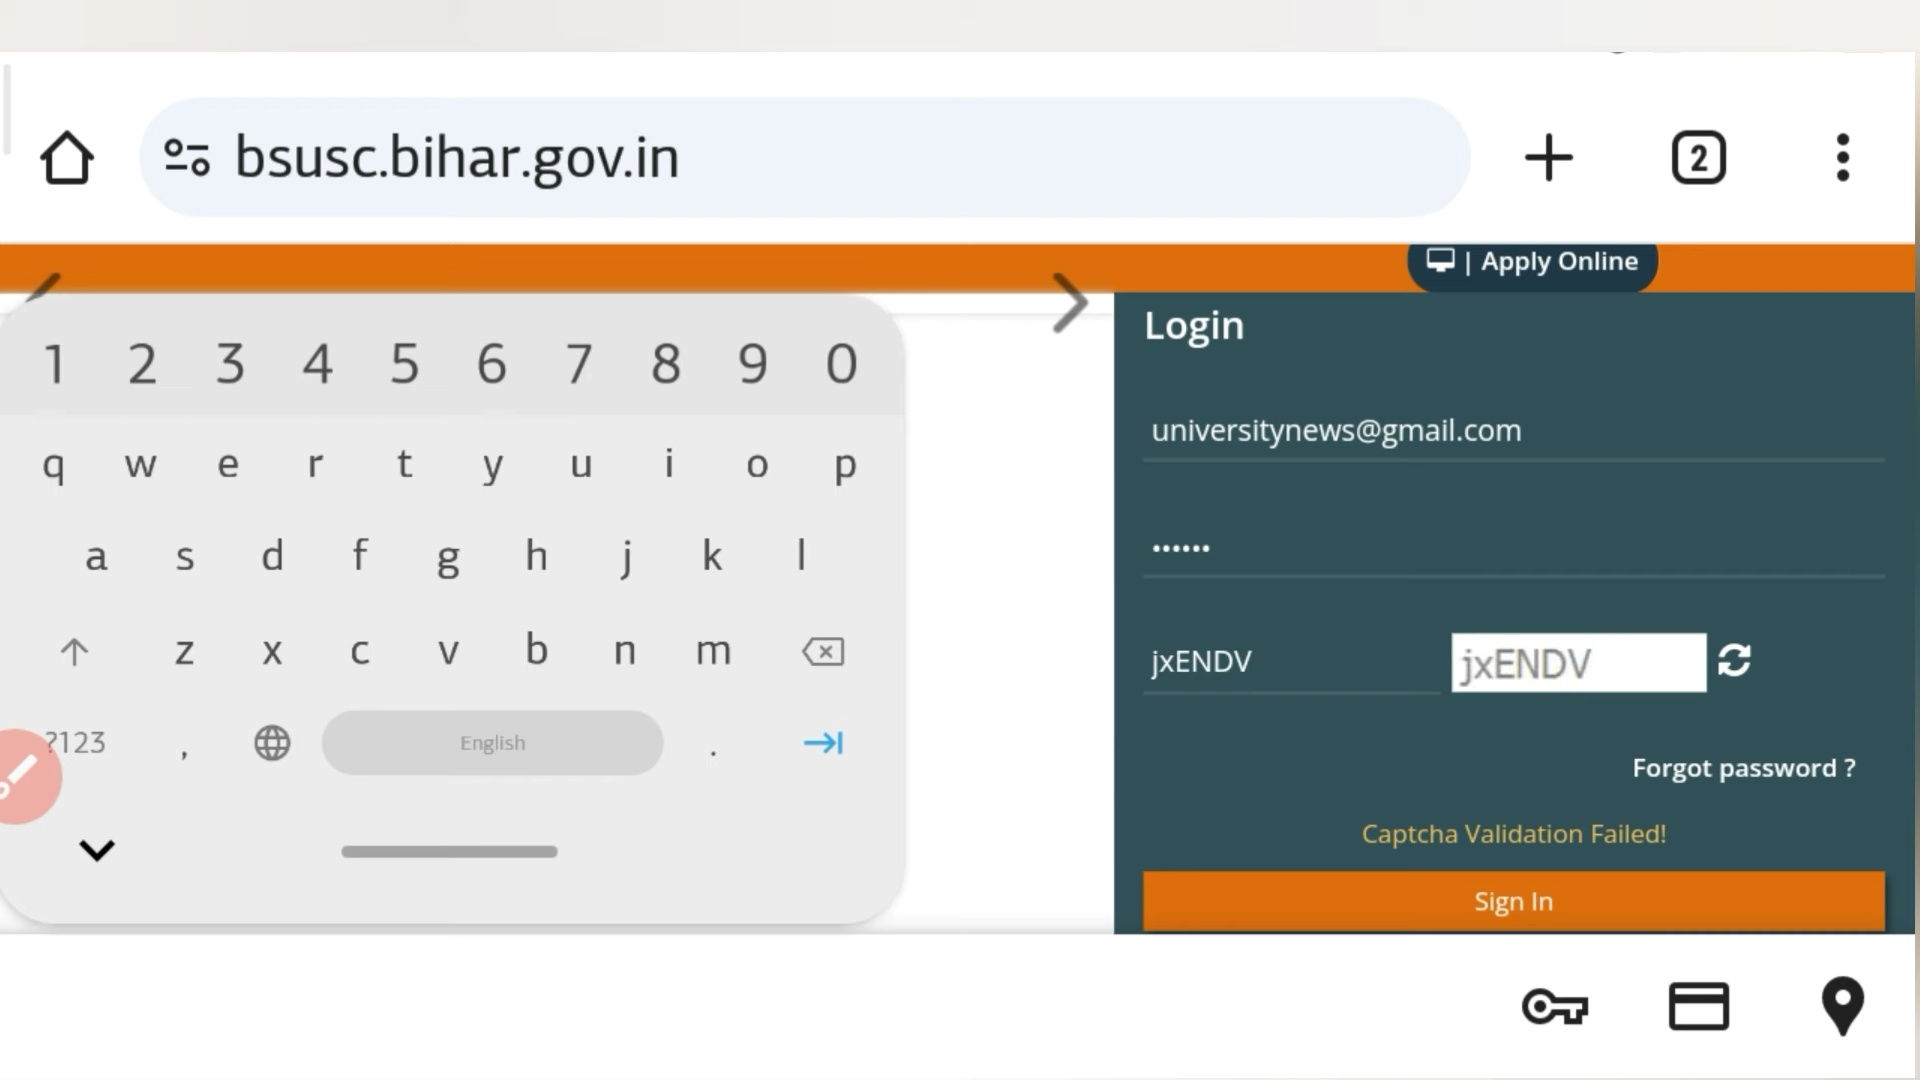 bsusc.bihar.gov.in
2
| Apply Online
Login
universitynews@gmail.com
••••••
jxENDV
jxENDV
Forgot password ?
Captcha Validation Failed!
Sign In
1 2 3 4 5 6 7 8 9 0
q w e r t y u i o p
a s d f g h j k l
z x c v b n m
?123 , English .